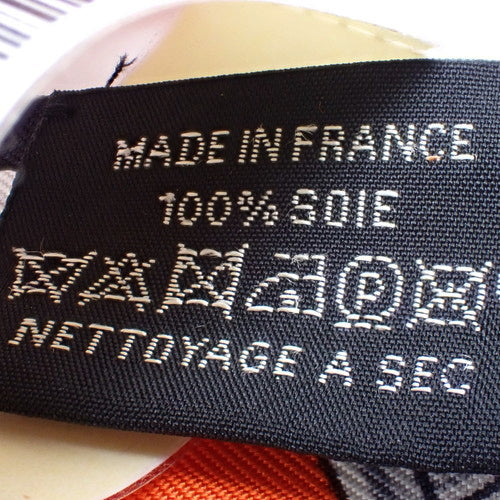 MADE IN FRANCE
100% SOIE
P
NETTOYAGE A SEC